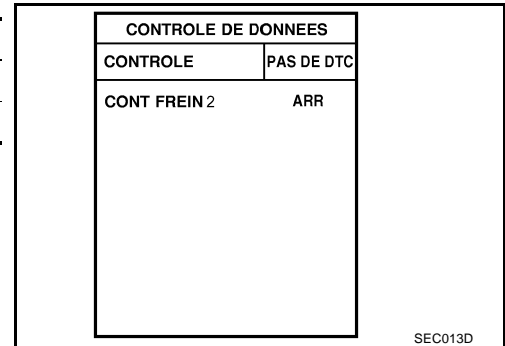 CONTROLE DE DONNEES
CONTROLE PAS DE DTC
CONT FREIN 2 ARR
SEC013D